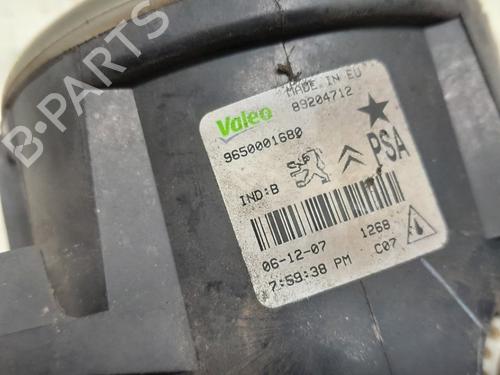 B-PARTS
MADE IN EU
89204712
Valeo
9650001680
PSA
IND:B
06-12-07
1268
7:59:38 PM
C07